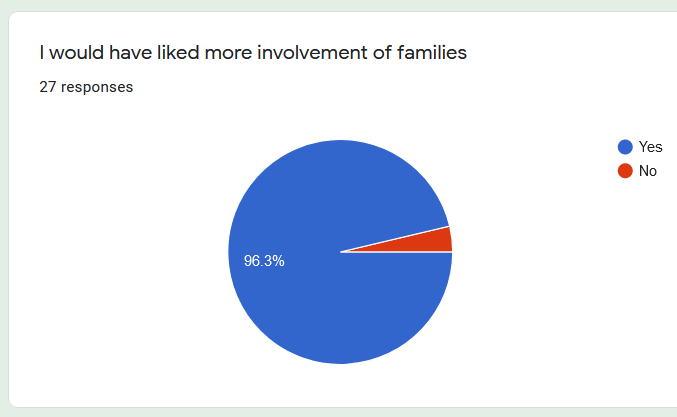 I would have liked more involvement of families
27 responses
Yes
No
96.3%